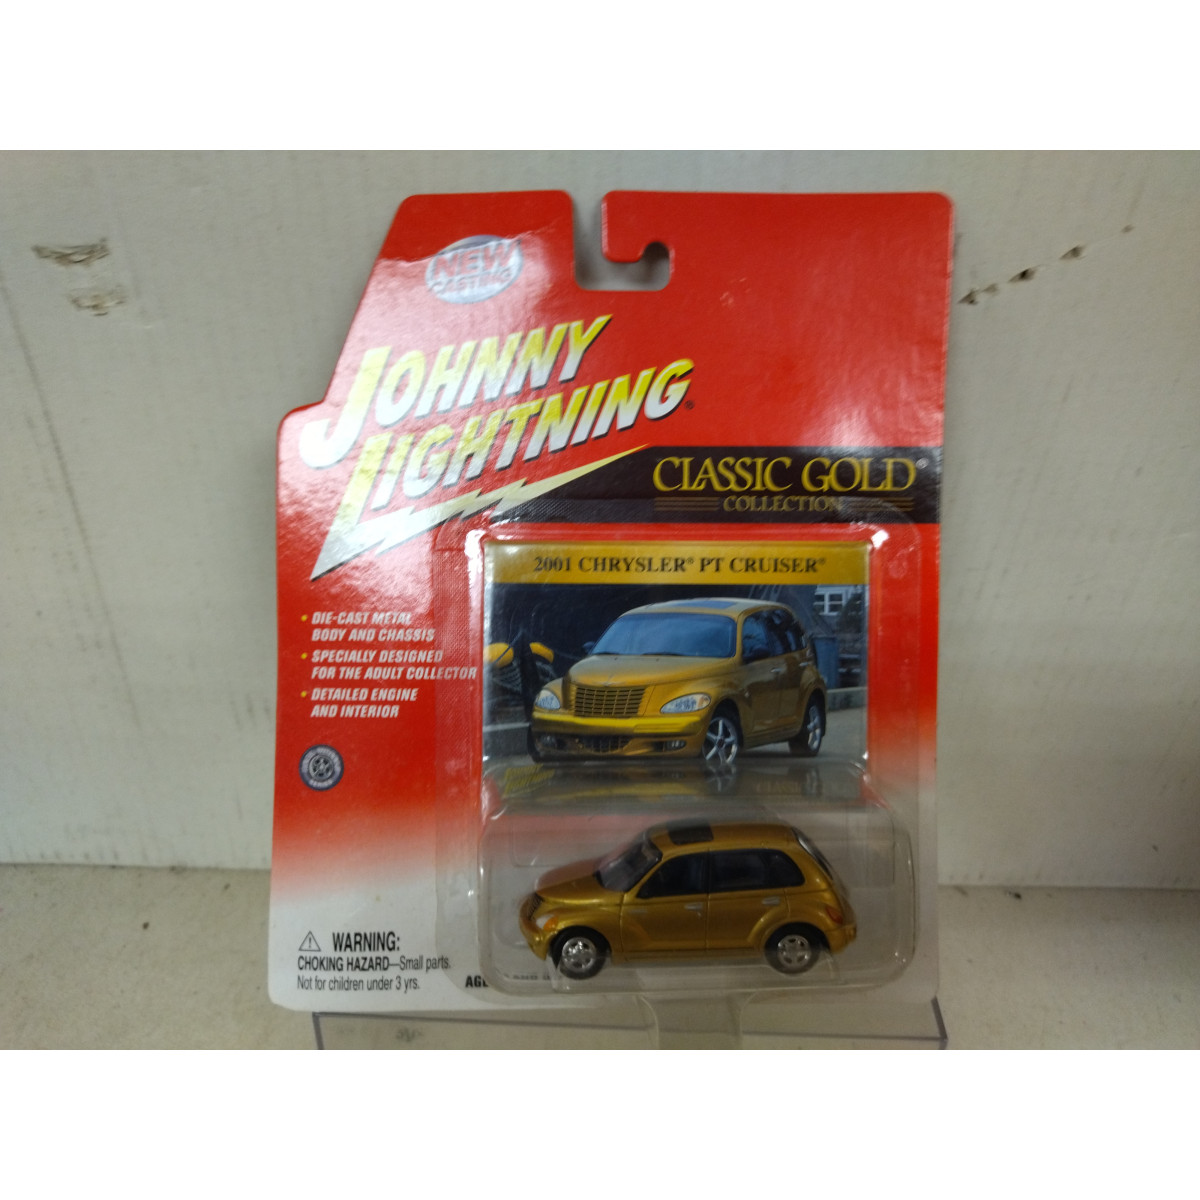 NEW
CASTING
JOHNNY
LIGHTNING®
CLASSIC GOLD®
COLLECTION
2001 CHRYSLER® PT CRUISER®
• DIE-CAST METAL
BODY AND CHASSIS
• SPECIALLY DESIGNED
FOR THE ADULT COLLECTOR
• DETAILED ENGINE
AND INTERIOR
WARNING:
CHOKING HAZARD—Small parts.
Not for children under 3 yrs.